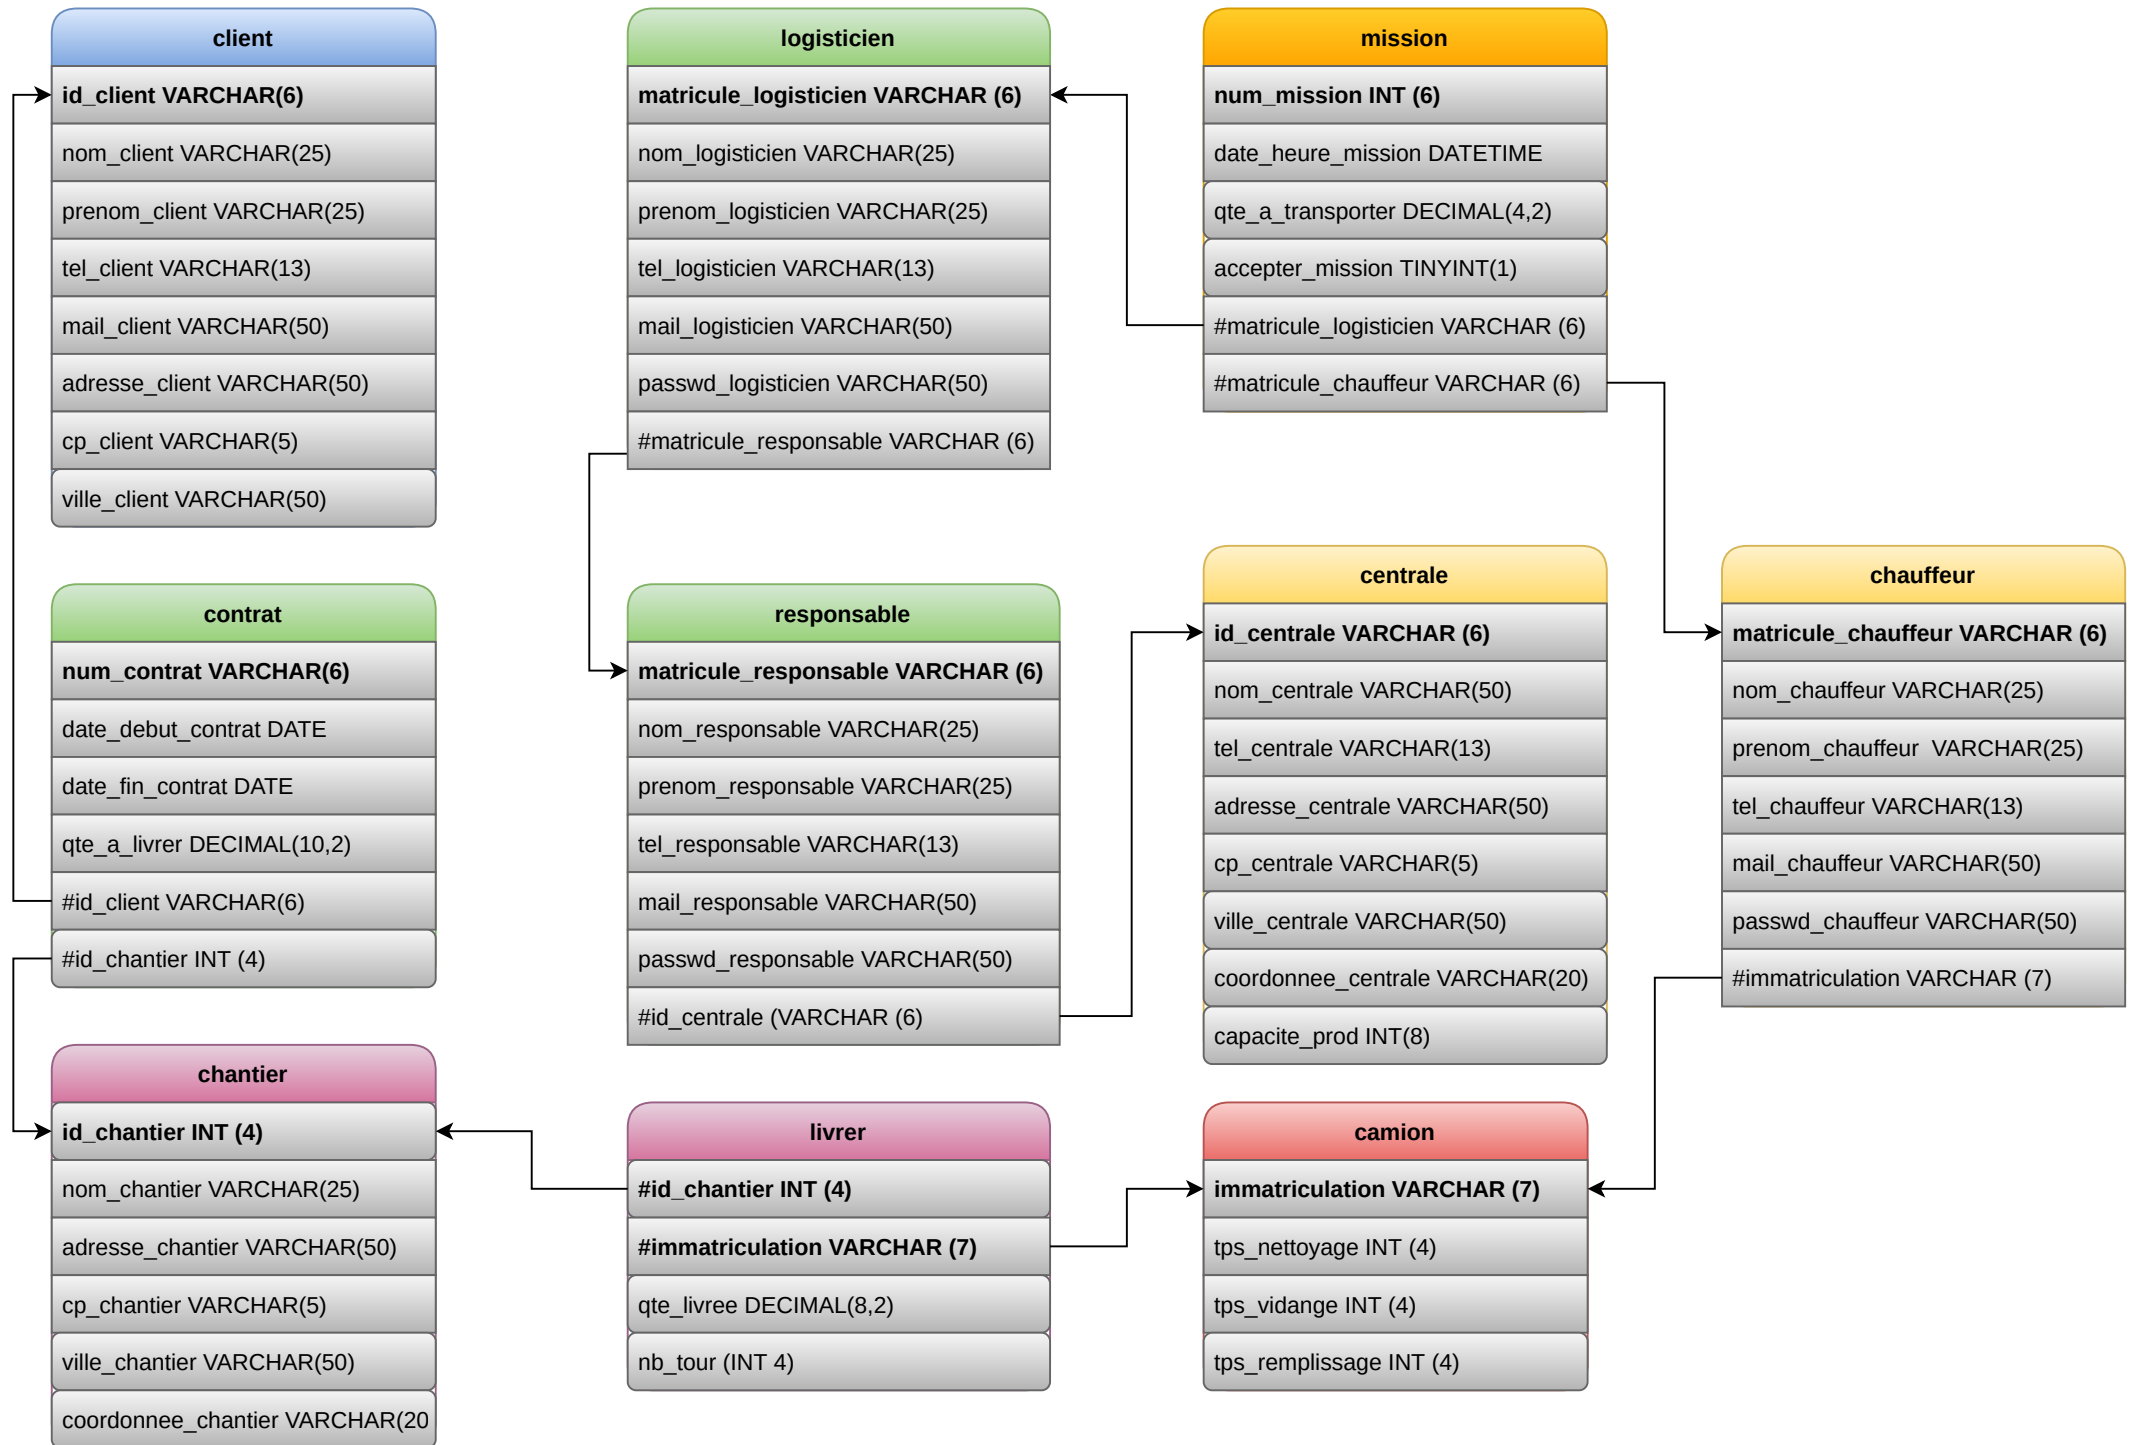 client
id_client VARCHAR(6)
nom_client VARCHAR(25)
prenom_client VARCHAR(25)
tel_client VARCHAR(13)
mail_client VARCHAR(50)
adresse_client VARCHAR(50)
cp_client VARCHAR(5)
ville_client VARCHAR(50)
logisticien
matricule_logisticien VARCHAR (6)
nom_logisticien VARCHAR(25)
prenom_logisticien VARCHAR(25)
tel_logisticien VARCHAR(13)
mail_logisticien VARCHAR(50)
passwd_logisticien VARCHAR(50)
#matricule_responsable VARCHAR (6)
mission
num_mission INT (6)
date_heure_mission DATETIME
qte_a_transporter DECIMAL(4,2)
accepter_mission TINYINT(1)
#matricule_logisticien VARCHAR (6)
#matricule_chauffeur VARCHAR (6)
contrat
num_contrat VARCHAR(6)
date_debut_contrat DATE
date_fin_contrat DATE
qte_a_livrer DECIMAL(10,2)
#id_client VARCHAR(6)
#id_chantier INT (4)
responsable
matricule_responsable VARCHAR (6)
nom_responsable VARCHAR(25)
prenom_responsable VARCHAR(25)
tel_responsable VARCHAR(13)
mail_responsable VARCHAR(50)
passwd_responsable VARCHAR(50)
#id_centrale (VARCHAR (6)
centrale
id_centrale VARCHAR (6)
nom_centrale VARCHAR(50)
tel_centrale VARCHAR(13)
adresse_centrale VARCHAR(50)
cp_centrale VARCHAR(5)
ville_centrale VARCHAR(50)
coordonnee_centrale VARCHAR(20)
capacite_prod INT(8)
chauffeur
matricule_chauffeur VARCHAR (6)
nom_chauffeur VARCHAR(25)
prenom_chauffeur  VARCHAR(25)
tel_chauffeur VARCHAR(13)
mail_chauffeur VARCHAR(50)
passwd_chauffeur VARCHAR(50)
#immatriculation VARCHAR (7)
chantier
id_chantier INT (4)
nom_chantier VARCHAR(25)
adresse_chantier VARCHAR(50)
cp_chantier VARCHAR(5)
ville_chantier VARCHAR(50)
coordonnee_chantier VARCHAR(20
livrer
#id_chantier INT (4)
#immatriculation VARCHAR (7)
qte_livree DECIMAL(8,2)
nb_tour (INT 4)
camion
immatriculation VARCHAR (7)
tps_nettoyage INT (4)
tps_vidange INT (4)
tps_remplissage INT (4)